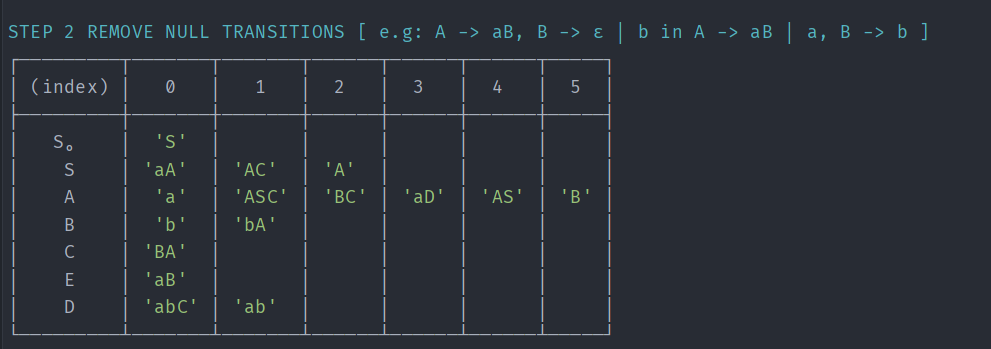 STEP 2 REMOVE NULL TRANSITIONS [ e.g: A -> aB, B -> ε | b in A -> aB | a, B -> b ]
(index) 0 1 2 3 4 5
S₀ 'S'
S 'aA' 'AC' 'A'
A 'a' 'ASC' 'BC' 'aD' 'AS' 'B'
B 'b' 'bA'
C 'BA'
E 'aB'
D 'abC' 'ab'